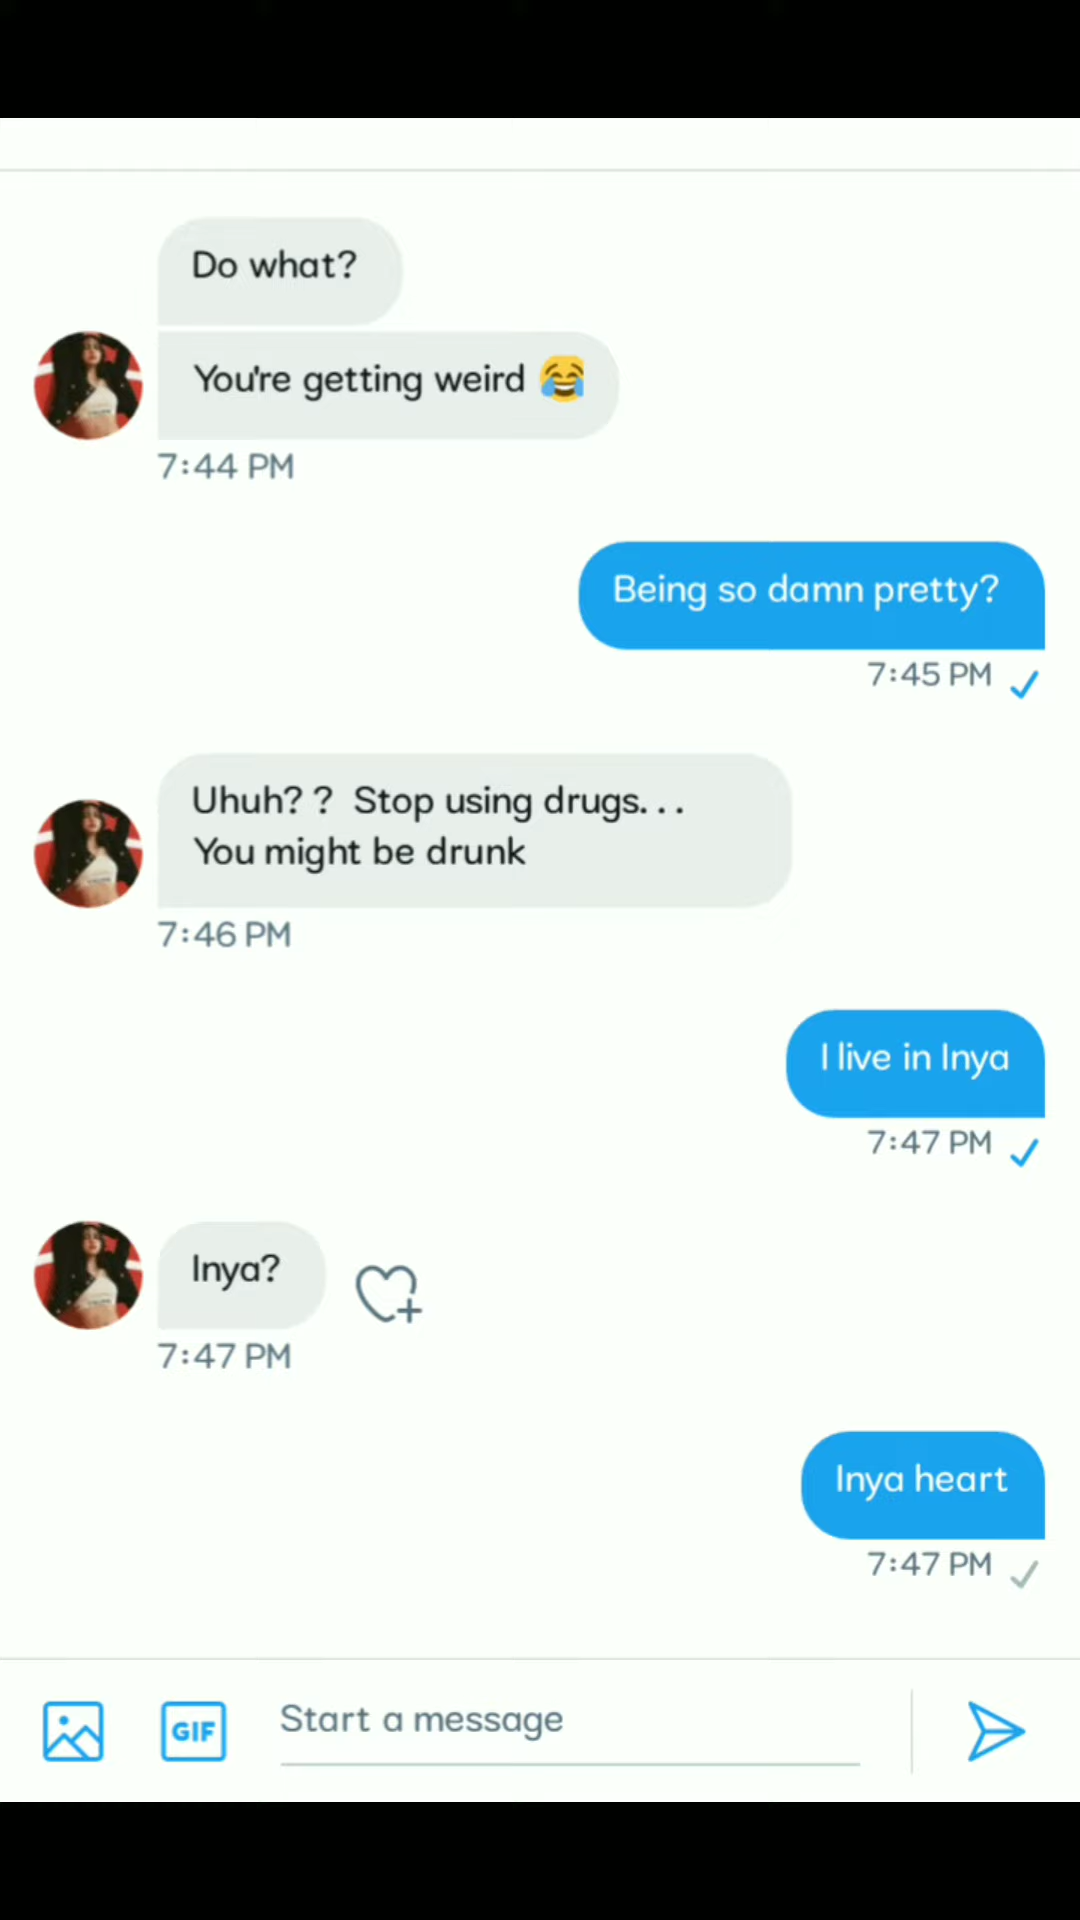 Do what?
You're getting weird 😂
7:44 PM
Being so damn pretty?
7:45 PM
Uhuh? ? Stop using drugs. . .
You might be drunk
7:46 PM
I live in Inya
7:47 PM
Inya?
7:47 PM
Inya heart
7:47 PM
GIF Start a message